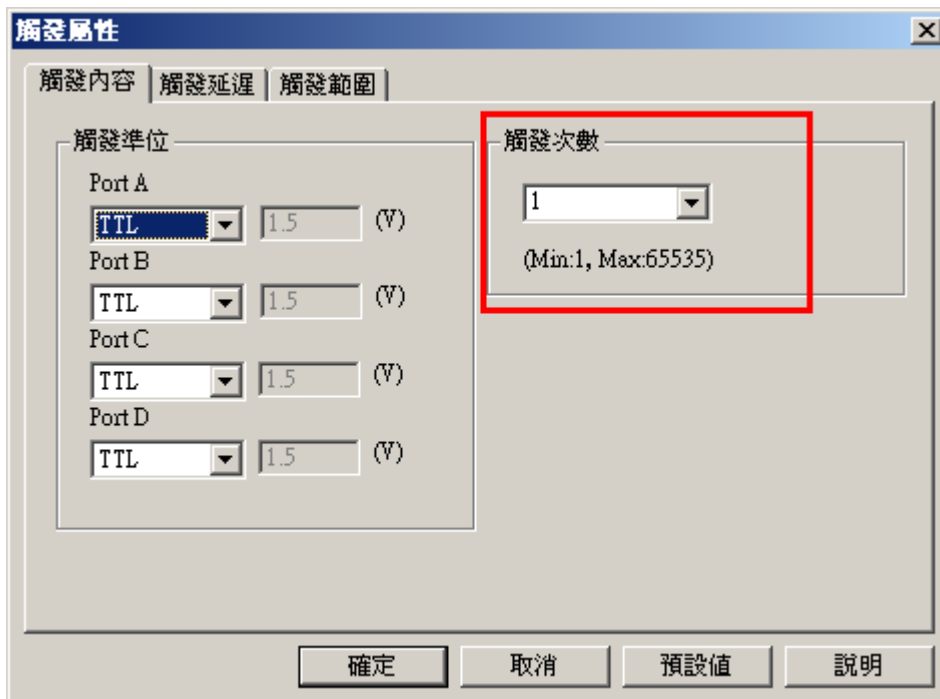 觸發屬性
觸發內容 觸發延遲 觸發範圍
觸發準位
Port A
TTL 1.5 (V)
Port B
TTL 1.5 (V)
Port C
TTL 1.5 (V)
Port D
TTL 1.5 (V)
觸發次數
1
(Min:1, Max:65535)
確定 取消 預設值 說明